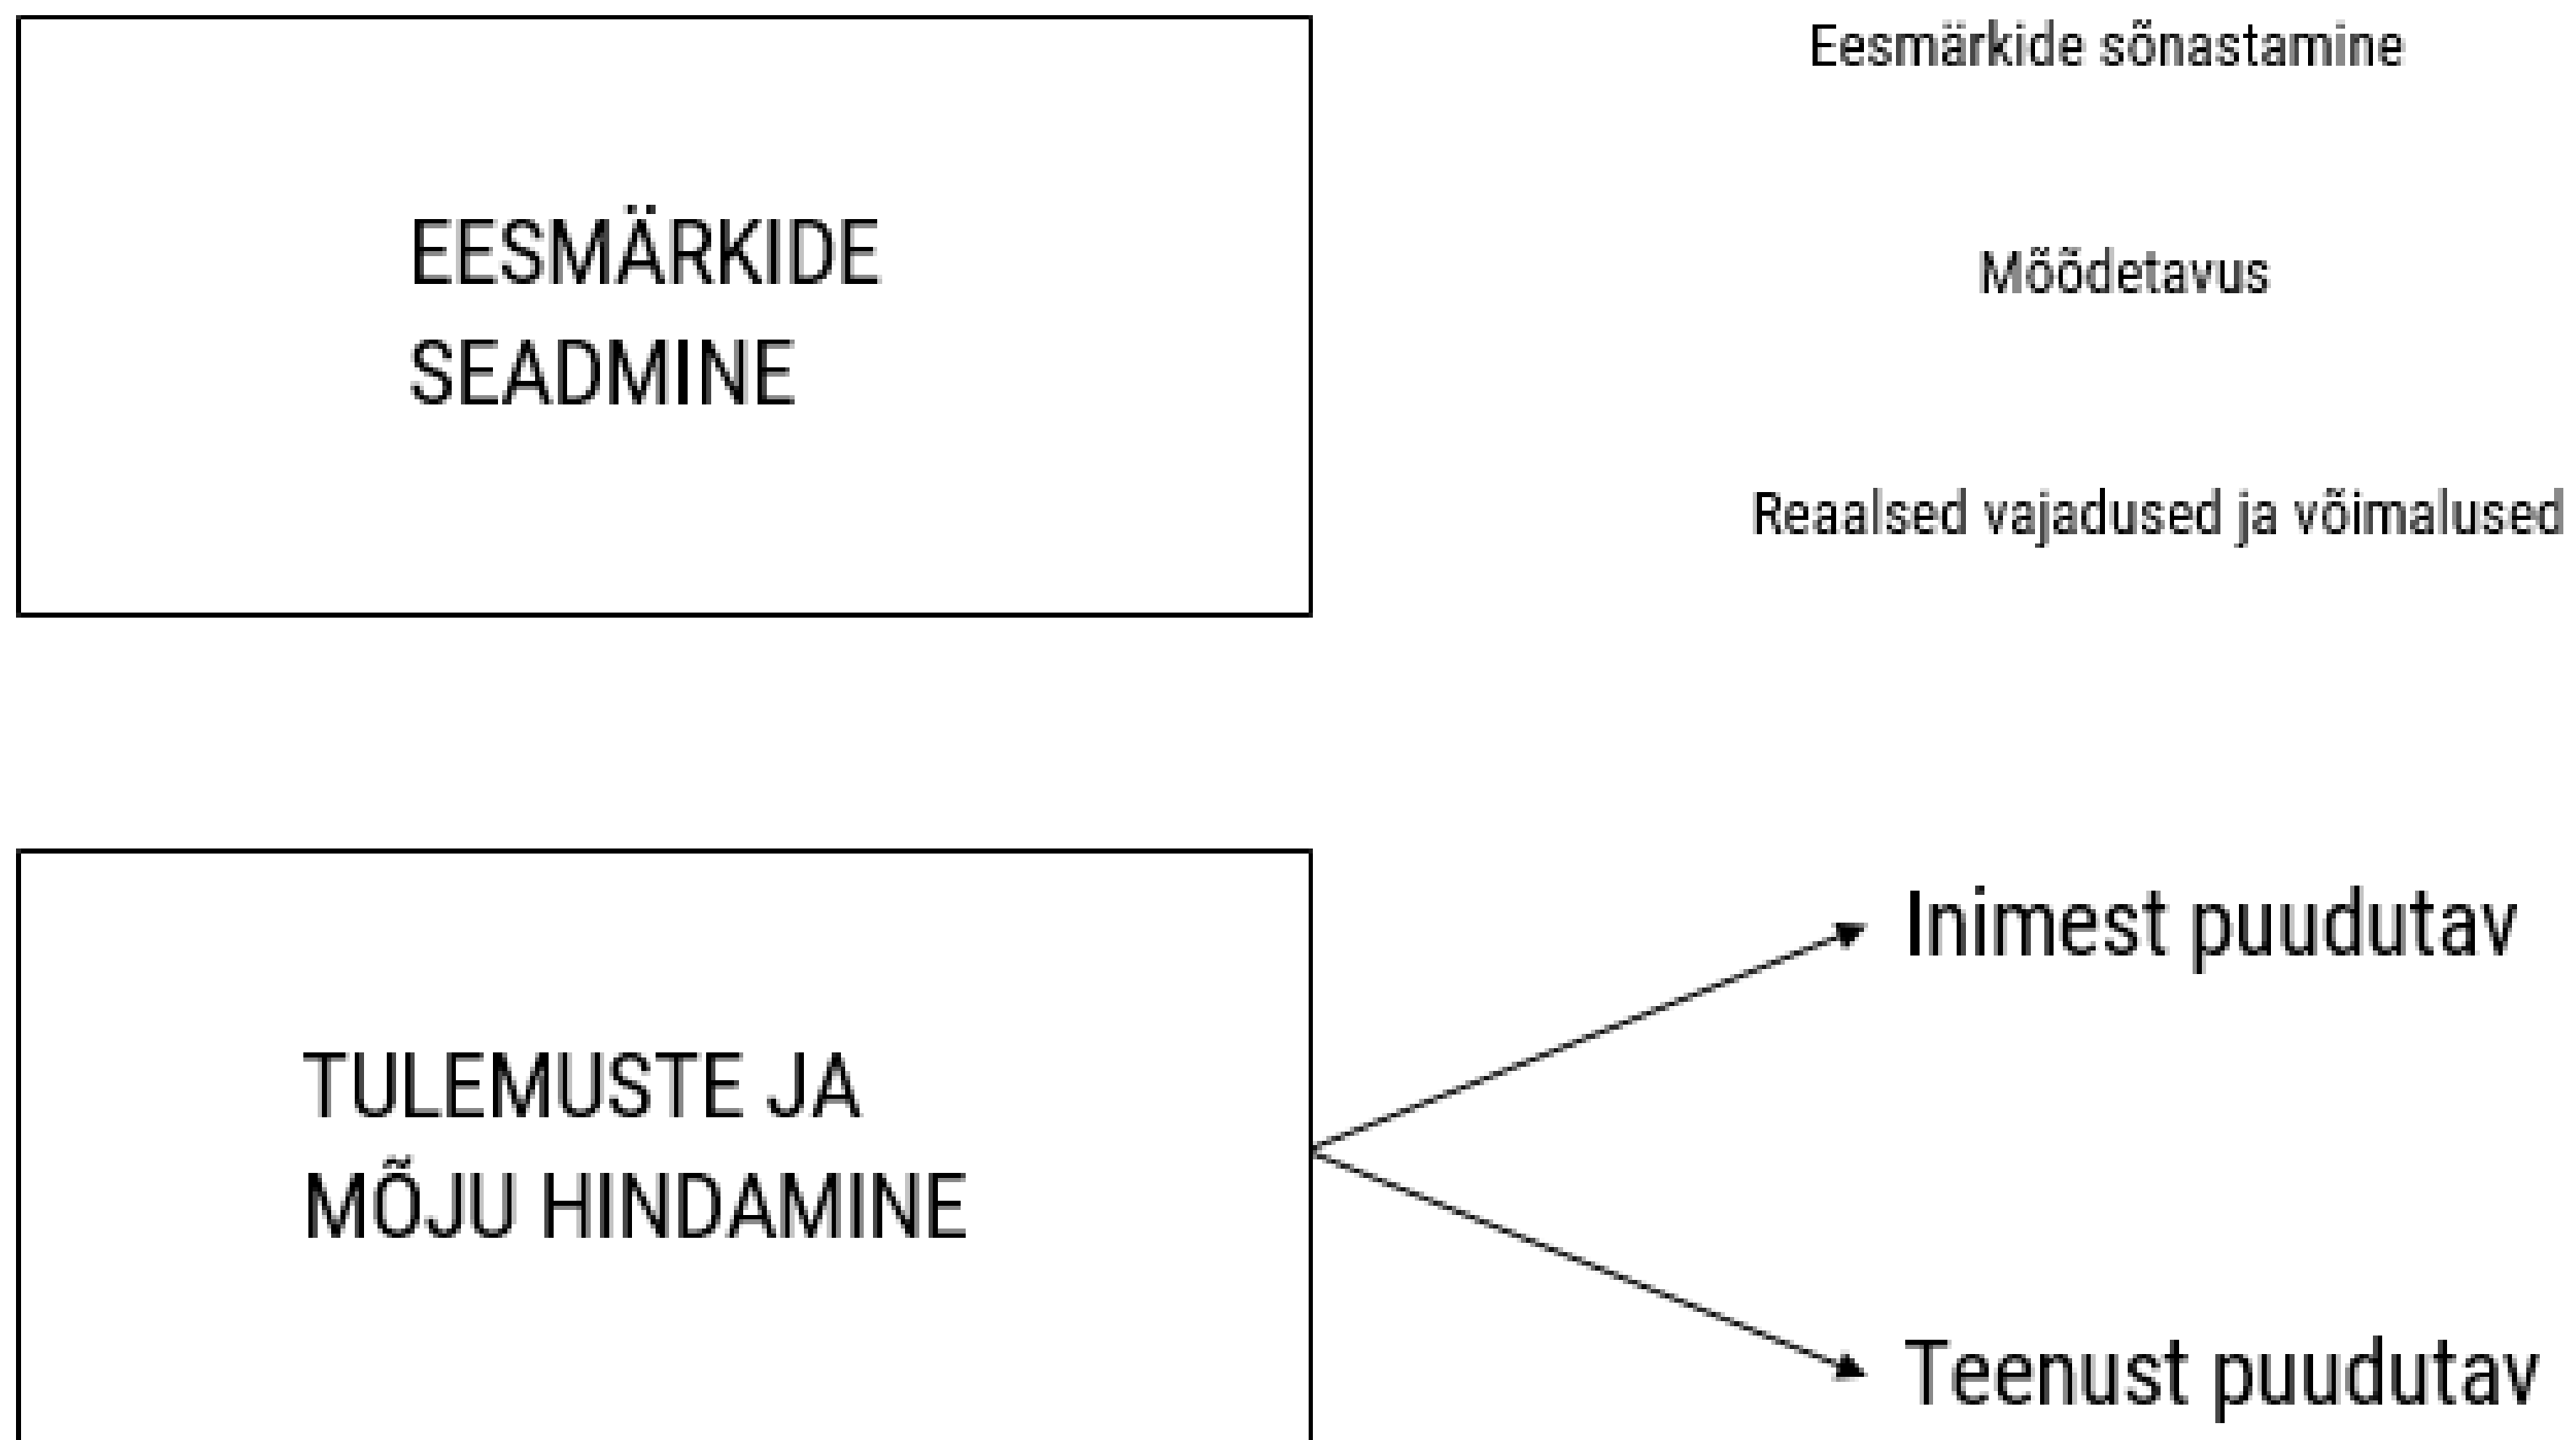 EESMÄRKIDE
SEADMINE
Eesmärkide sõnastamine
Mõõdetavus
Reaalsed vajadused ja võimalused
TULEMUSTE JA
MÕJU HINDAMINE
Inimest puudutav
Teenust puudutav